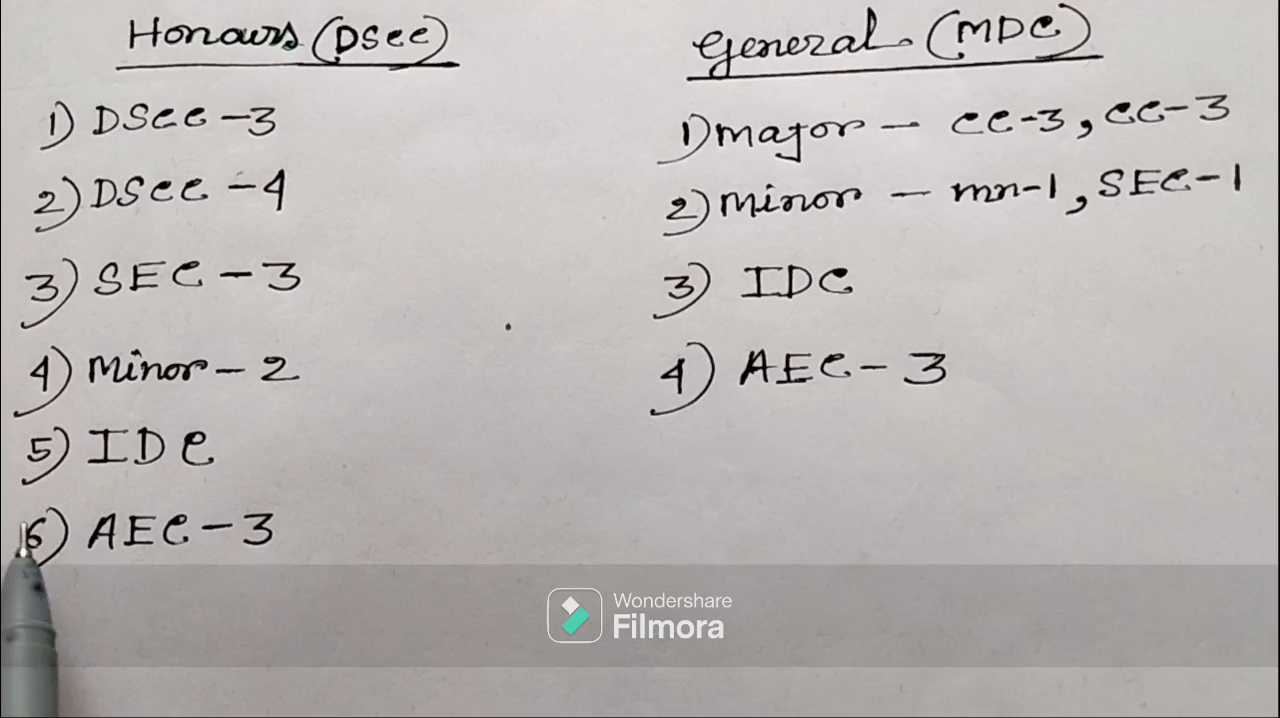 Honours (DSCC)
1) DSCC - 3
2) DSCC - 4
3) SEC - 3
4) Minor - 2
5) IDC
6) AEC - 3
General (MDC)
1) major - CC-3, CC-3
2) minor - mn-1, SEC-1
3) IDC
4) AEC - 3
Wondershare
Filmora